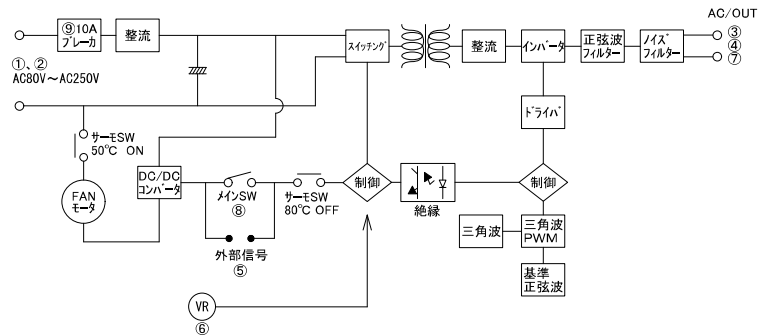 AC/OUT
⑨10A
ブレーカ
整流
スイッチング
整流
インバータ
正弦波
フィルター
ノイズ
フィルター
③
④
⑦
①、②
AC80V～AC250V
ドライバ
サーモSW
50℃ ON
DC/DC
コンバータ
メインSW
⑧
サーモSW
80℃ OFF
制御
絶縁
制御
FAN
モータ
外部信号
⑤
三角波
三角波
PWM
基準
正弦波
VR
⑥